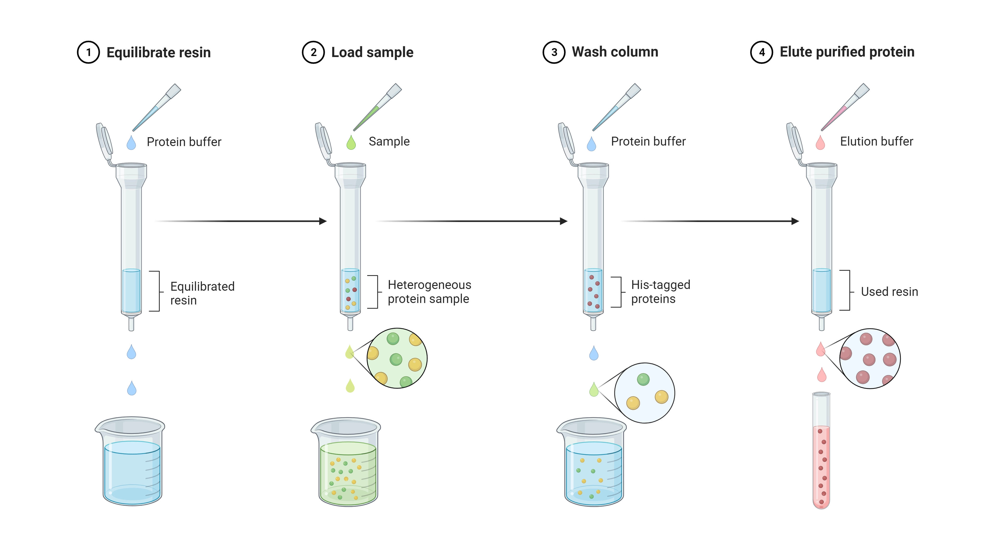 1 Equilibrate resin
Protein buffer
Equilibrated
resin
2 Load sample
Sample
Heterogeneous
protein sample
3 Wash column
Protein buffer
His-tagged
proteins
4 Elute purified protein
Elution buffer
Used resin